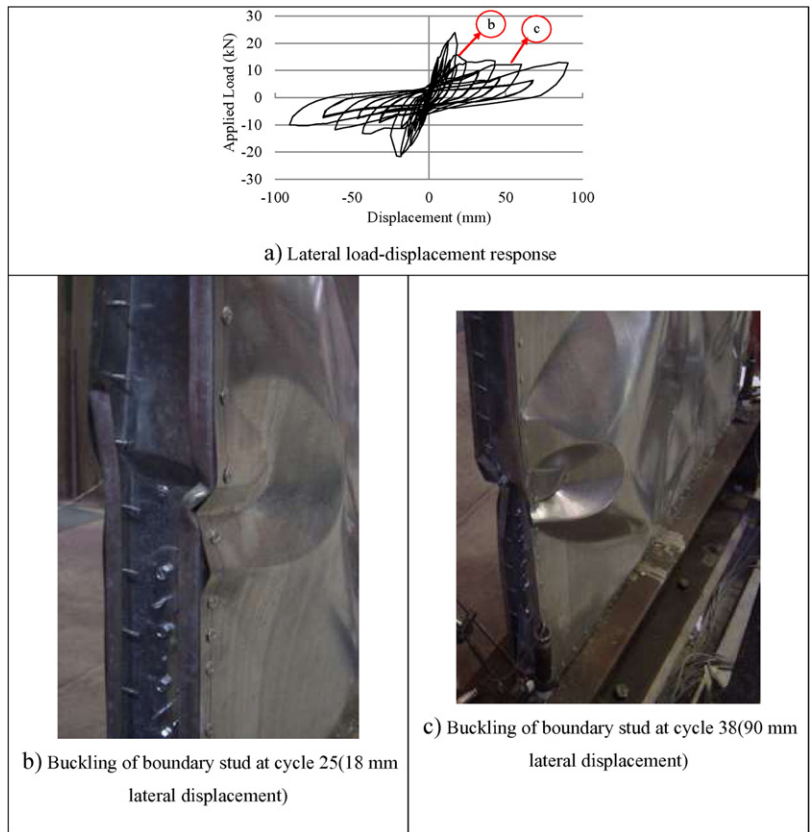 30
20
10
0
-10
-20
-30
Applied Load (kN)
b
c
-100 -50 0 50 100
Displacement (mm)
a) Lateral load-displacement response
b) Buckling of boundary stud at cycle 25(18 mm
lateral displacement)
c) Buckling of boundary stud at cycle 38(90 mm
lateral displacement)